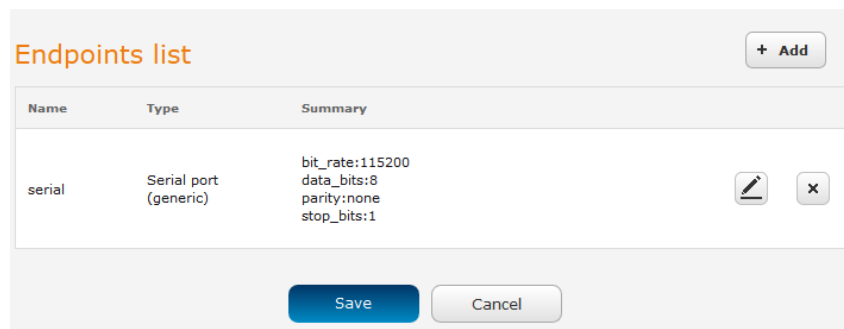 Endpoints list
+ Add
Name Type Summary
serial
Serial port
(generic)
bit_rate:115200
data_bits:8
parity:none
stop_bits:1
Save Cancel